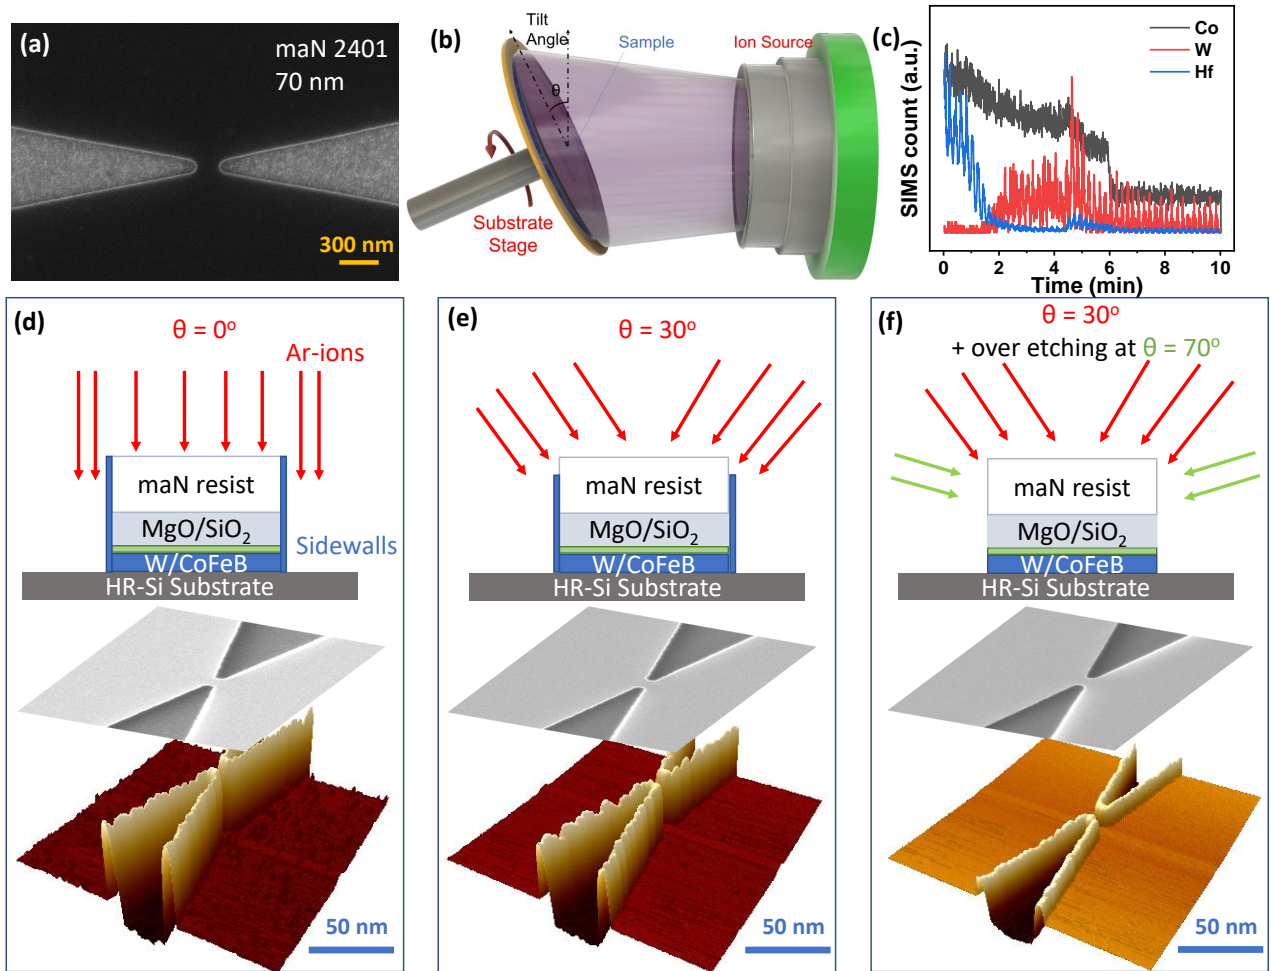 (a)
maN 2401
70 nm
300 nm
(b)
Tilt
Angle
θ
Sample
Ion Source
Substrate
Stage
(c)
SIMS count (a.u.)
Co
W
Hf
0 2 4 6 8 10
Time (min)
(d)
θ = 0°
Ar-ions
maN resist
MgO/SiO₂
Sidewalls
W/CoFeB
HR-Si Substrate
50 nm
(e)
θ = 30°
maN resist
MgO/SiO₂
W/CoFeB
HR-Si Substrate
50 nm
(f)
θ = 30°
+ over etching at θ = 70°
maN resist
MgO/SiO₂
W/CoFeB
HR-Si Substrate
50 nm